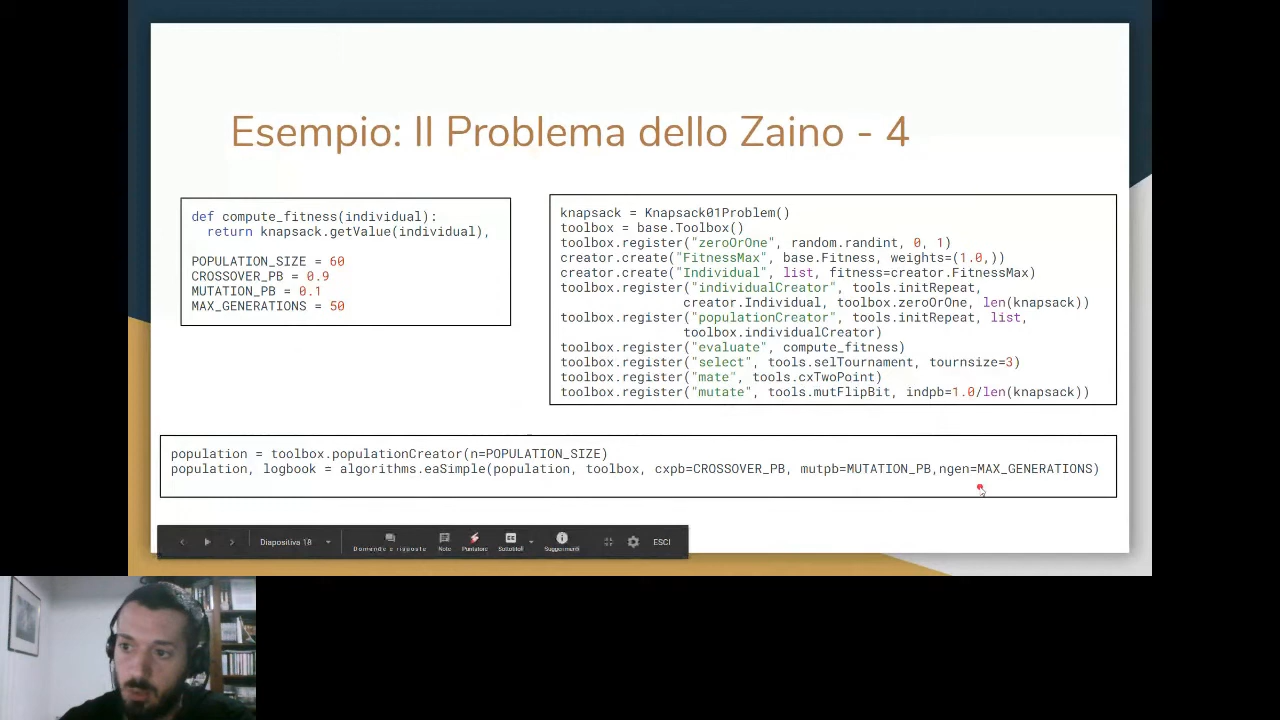 Esempio: Il Problema dello Zaino - 4
def compute_fitness(individual):
return knapsack.getValue(individual),
POPULATION_SIZE = 60
CROSSOVER_PB = 0.9
MUTATION_PB = 0.1
MAX_GENERATIONS = 50
knapsack = Knapsack01Problem()
toolbox = base.Toolbox()
toolbox.register("zeroOrOne", random.randint, 0, 1)
creator.create("FitnessMax", base.Fitness, weights=(1.0,))
creator.create("Individual", list, fitness=creator.FitnessMax)
toolbox.register("individualCreator", tools.initRepeat,
creator.Individual, toolbox.zeroOrOne, len(knapsack))
toolbox.register("populationCreator", tools.initRepeat, list,
toolbox.individualCreator)
toolbox.register("evaluate", compute_fitness)
toolbox.register("select", tools.selTournament, tournsize=3)
toolbox.register("mate", tools.cxTwoPoint)
toolbox.register("mutate", tools.mutFlipBit, indpb=1.0/len(knapsack))
population = toolbox.populationCreator(n=POPULATION_SIZE)
population, logbook = algorithms.eaSimple(population, toolbox, cxpb=CROSSOVER_PB, mutpb=MUTATION_PB,ngen=MAX_GENERATIONS)
Diapositiva 18
Domande e risposte
Note
Puntatore
Sottotitoli
Suggerimenti
ESCI